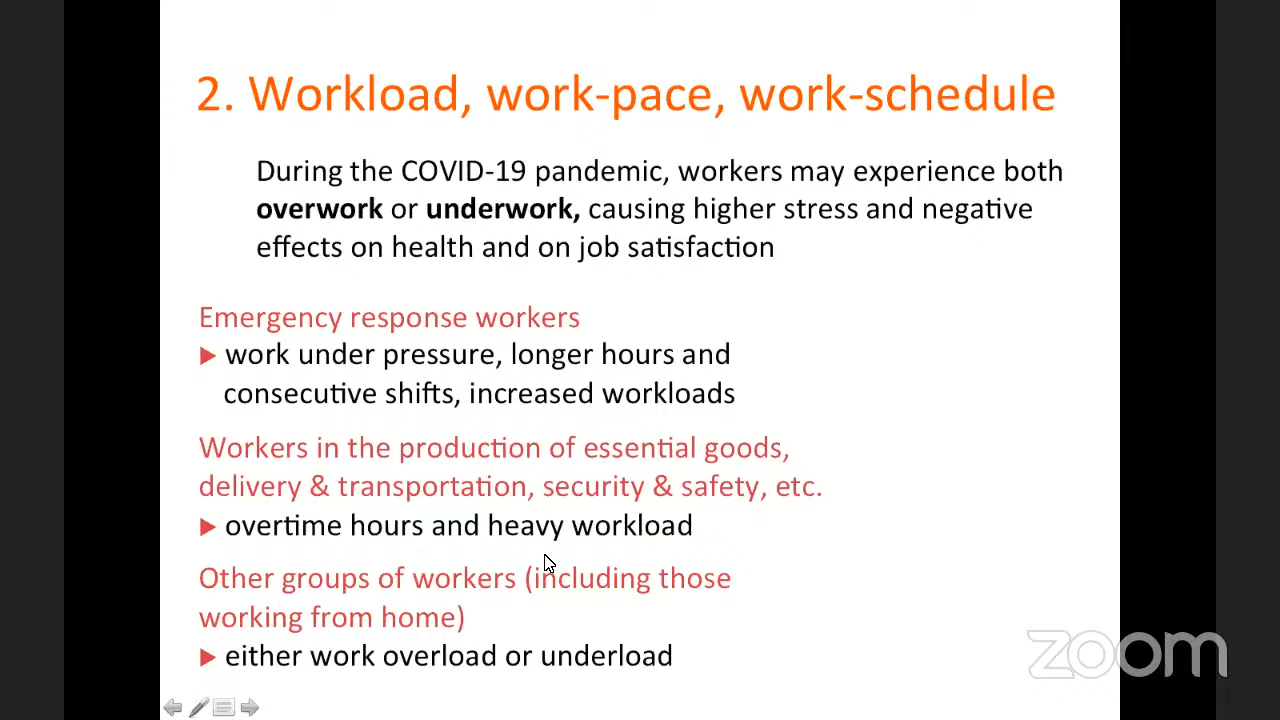 2. Workload, work-pace, work-schedule
During the COVID-19 pandemic, workers may experience both
overwork or underwork, causing higher stress and negative
effects on health and on job satisfaction
Emergency response workers
▶ work under pressure, longer hours and
consecutive shifts, increased workloads
Workers in the production of essential goods,
delivery & transportation, security & safety, etc.
▶ overtime hours and heavy workload
Other groups of workers (including those
working from home)
▶ either work overload or underload
zoom